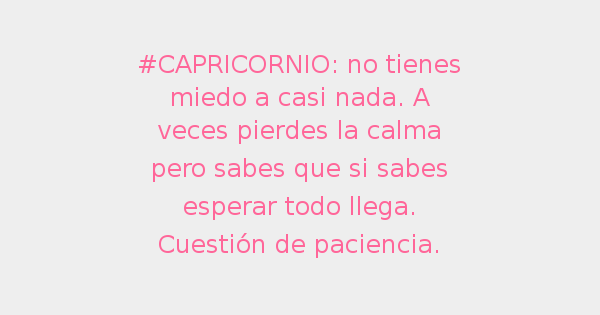 #CAPRICORNIO: no tienes
miedo a casi nada. A
veces pierdes la calma
pero sabes que si sabes
esperar todo llega.
Cuestión de paciencia.